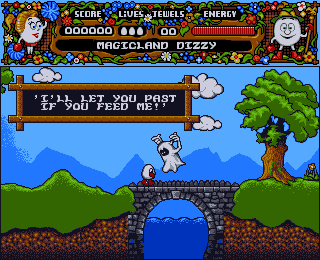 SCORE LIVES JEWELS ENERGY
000000 00
MAGICLAND DIZZY
'I'LL LET YOU PAST
IF YOU FEED ME!'